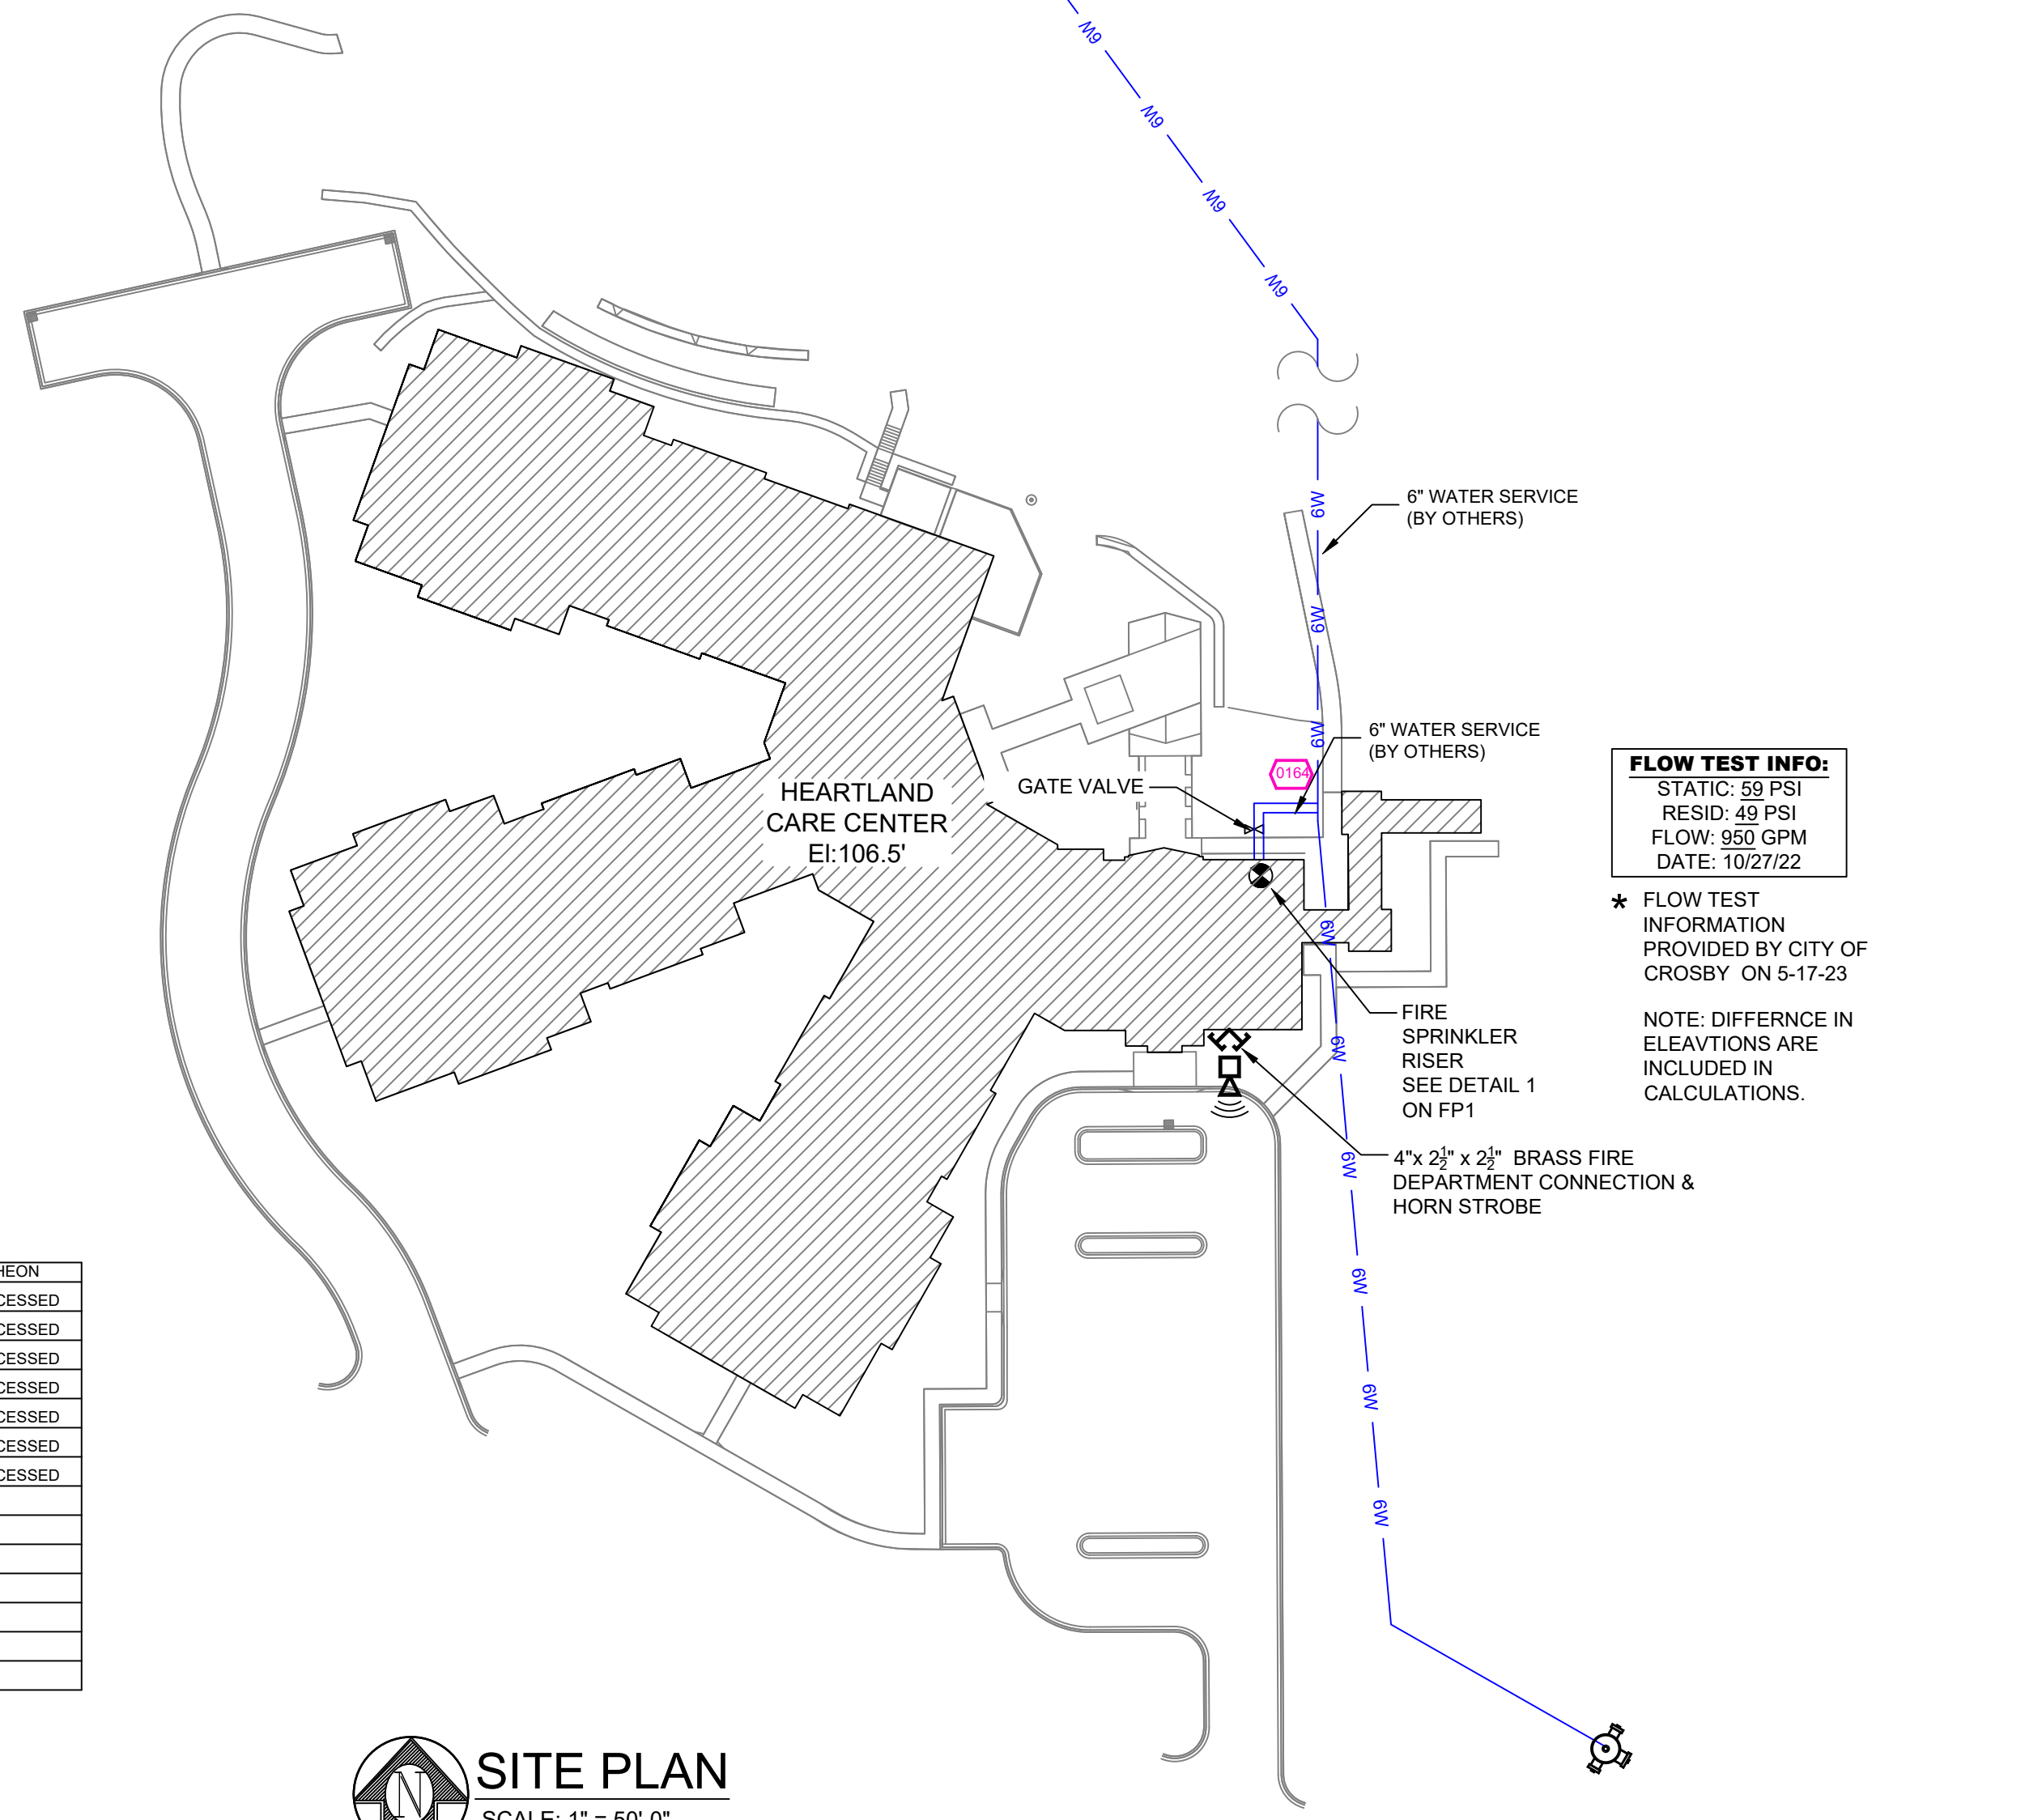 6W
6W
6W
6W
6W
6" WATER SERVICE
(BY OTHERS)
6W
6W
6" WATER SERVICE
(BY OTHERS)
0164
GATE VALVE
HEARTLAND
CARE CENTER
El:106.5'
FLOW TEST INFO:
STATIC: 59 PSI
RESID: 49 PSI
FLOW: 950 GPM
DATE: 10/27/22
* FLOW TEST
INFORMATION
PROVIDED BY CITY OF
CROSBY ON 5-17-23
NOTE: DIFFERNCE IN
ELEAVTIONS ARE
INCLUDED IN
CALCULATIONS.
6W
FIRE
SPRINKLER
RISER
SEE DETAIL 1
ON FP1
6W
4"x 2½" x 2½" BRASS FIRE
DEPARTMENT CONNECTION &
HORN STROBE
6W
6W
6W
6W
HEON
CESSED
CESSED
CESSED
CESSED
CESSED
CESSED
CESSED
N
SITE PLAN
SCALE: 1" = 50'-0"